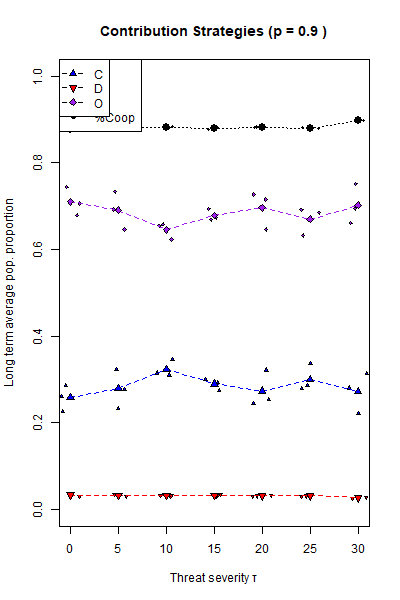 Contribution Strategies (p = 0.9 )
C
D
O
%Coop
1.0
0.8
0.6
0.4
0.2
0.0
Long term average pop. proportion
0 5 10 15 20 25 30
Threat severity τ